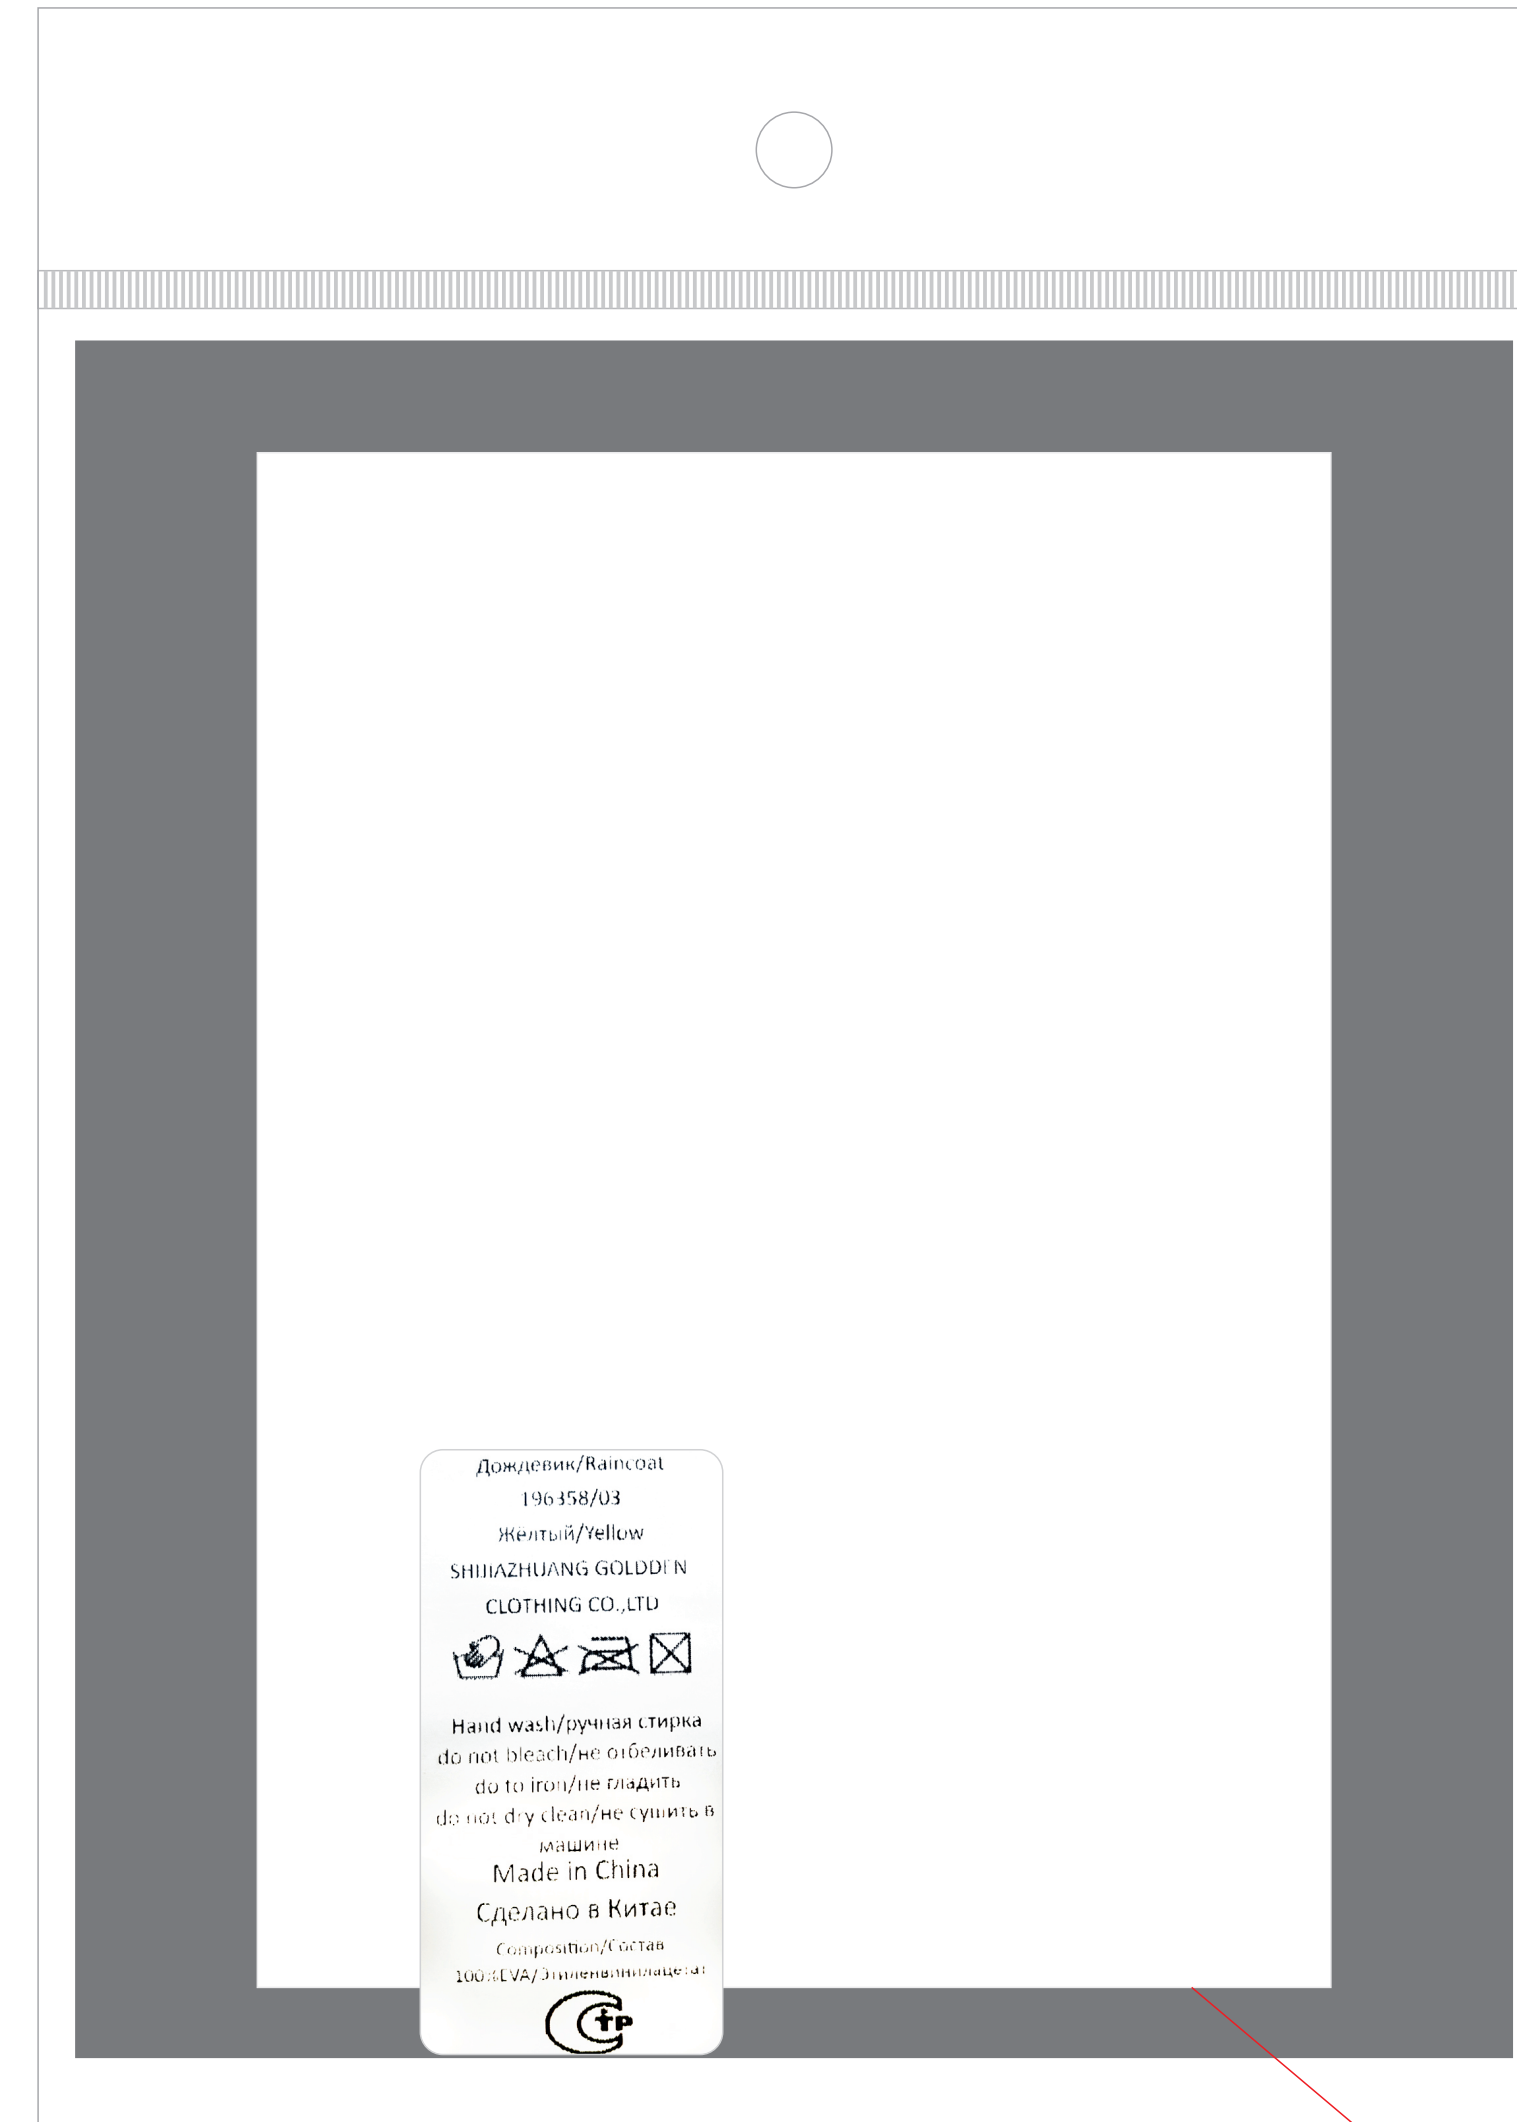 Дождевик/Raincoat
196358/03
Жёлтый/Yellow
SHIJIAZHUANG GOLDDEN
CLOTHING CO.,LTD
Hand wash/ручная стирка
do not bleach/не отбеливать
do to iron/не гладить
do not dry clean/не сушить в
машине
Made in China
Сделано в Китае
Composition/Состав
100%EVA/Этиленвинилацетат